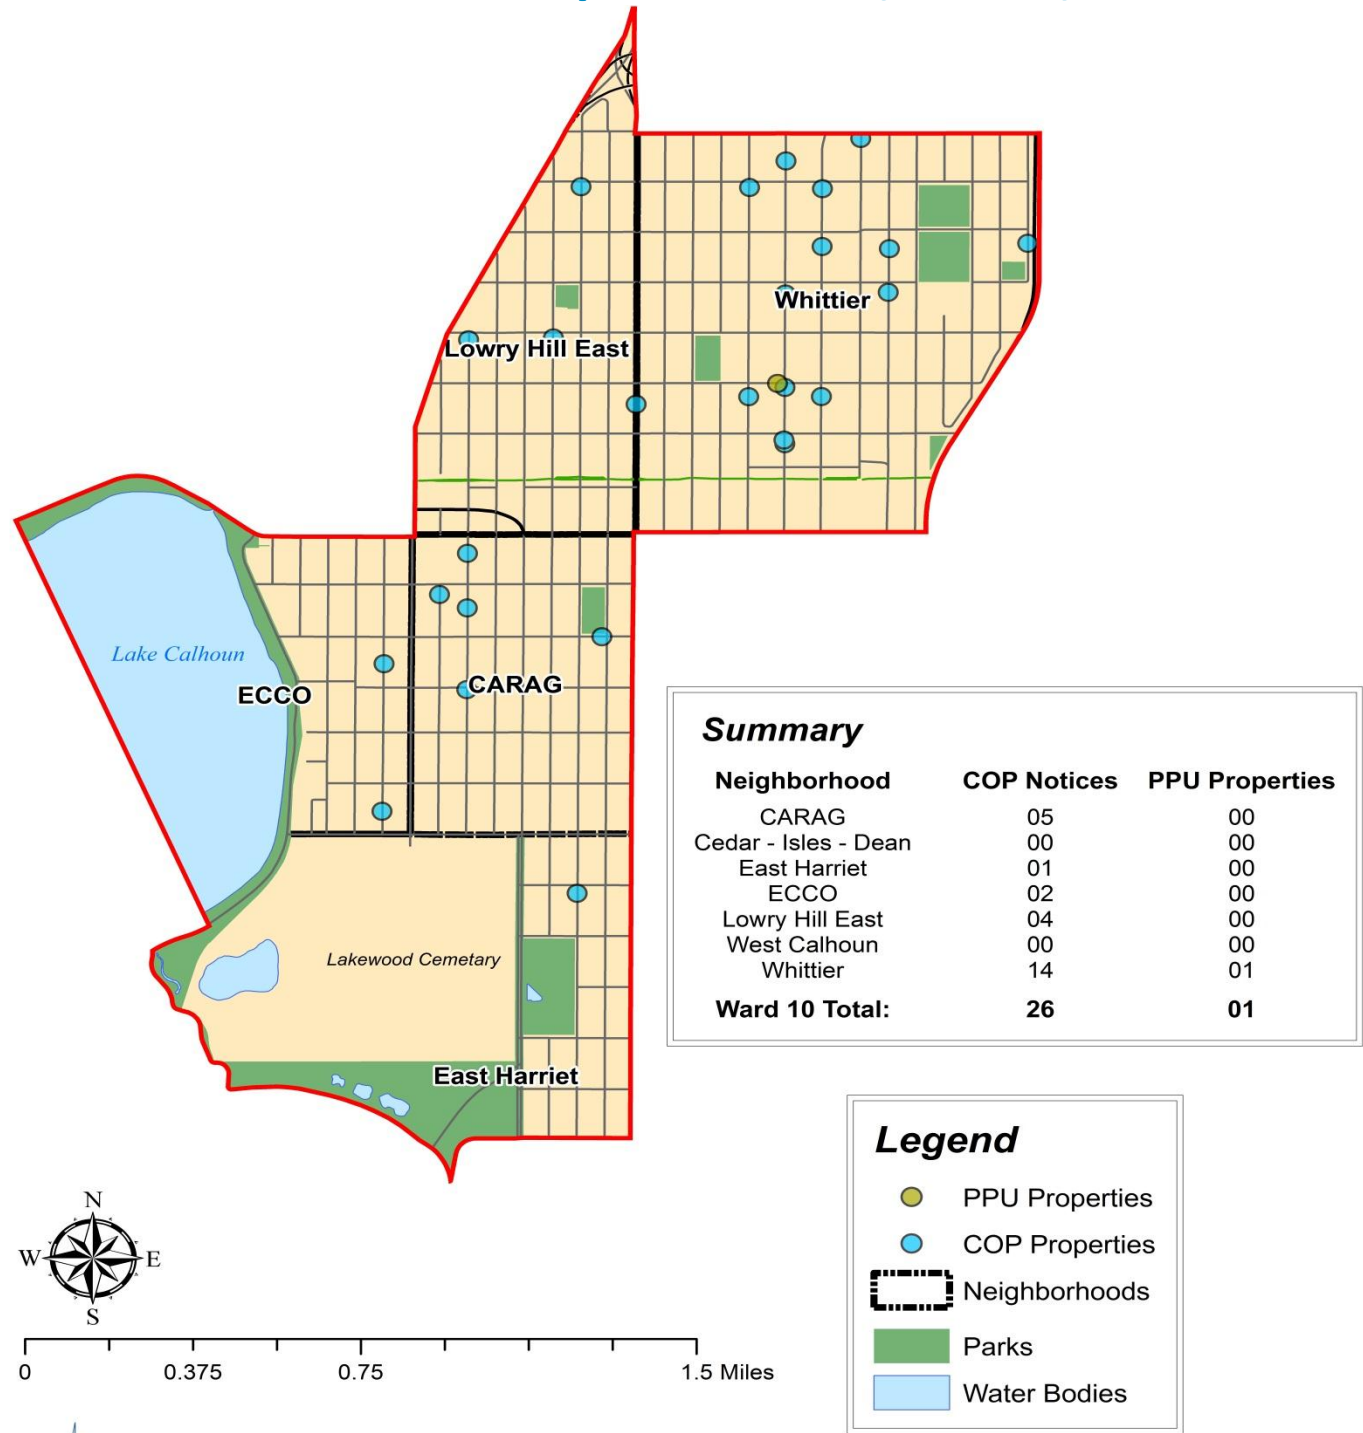 Whittier
Lowry Hill East
Lake Calhoun
ECCO
CARAG
Summary
Neighborhood COP Notices PPU Properties
CARAG 05 00
Cedar - Isles - Dean 00 00
East Harriet 01 00
ECCO 02 00
Lowry Hill East 04 00
West Calhoun 00 00
Whittier 14 01
Ward 10 Total: 26 01
Lakewood Cemetary
East Harriet
Legend
PPU Properties
COP Properties
Neighborhoods
Parks
Water Bodies
N
W E
S
0 0.375 0.75 1.5 Miles